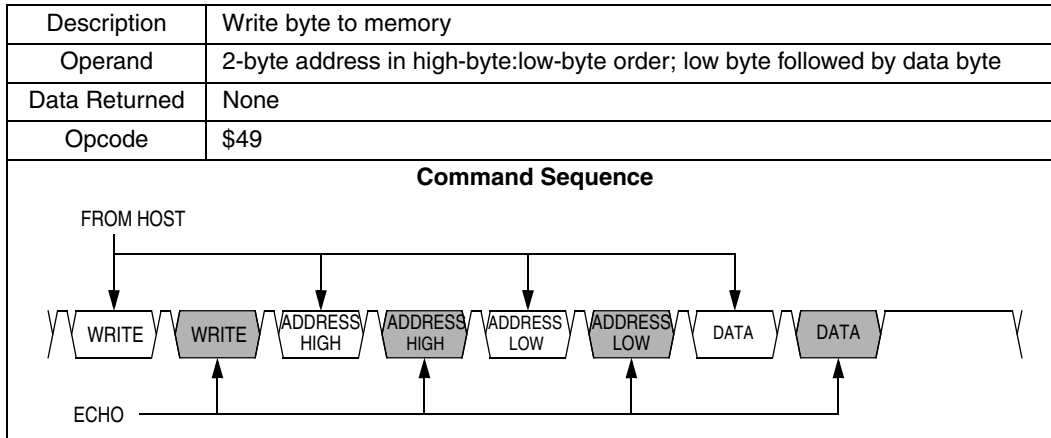 Description Write byte to memory
Operand 2-byte address in high-byte:low-byte order; low byte followed by data byte
Data Returned None
Opcode $49
Command Sequence
FROM HOST
WRITE WRITE ADDRESS HIGH ADDRESS HIGH ADDRESS LOW ADDRESS LOW DATA DATA
ECHO